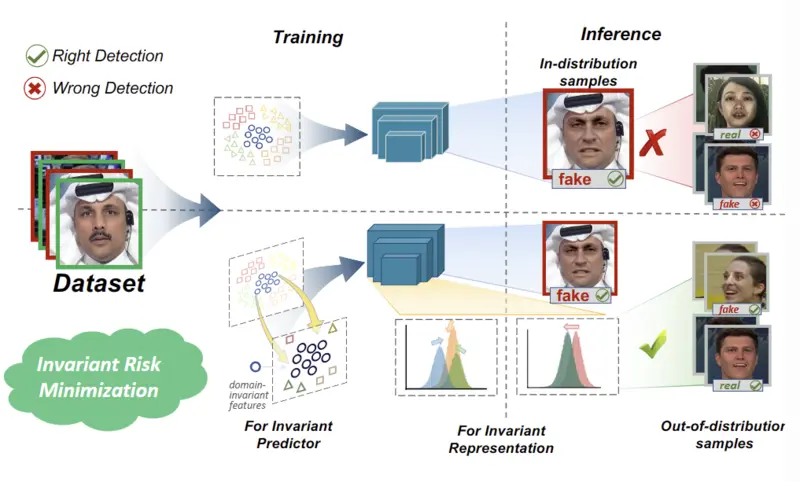 Training
Inference
Right Detection
Wrong Detection
In-distribution
samples
real
fake
fake
Dataset
fake
fake
real
Invariant Risk
Minimization
domain-
invariant
features
For Invariant
Predictor
For Invariant
Representation
Out-of-distribution
samples